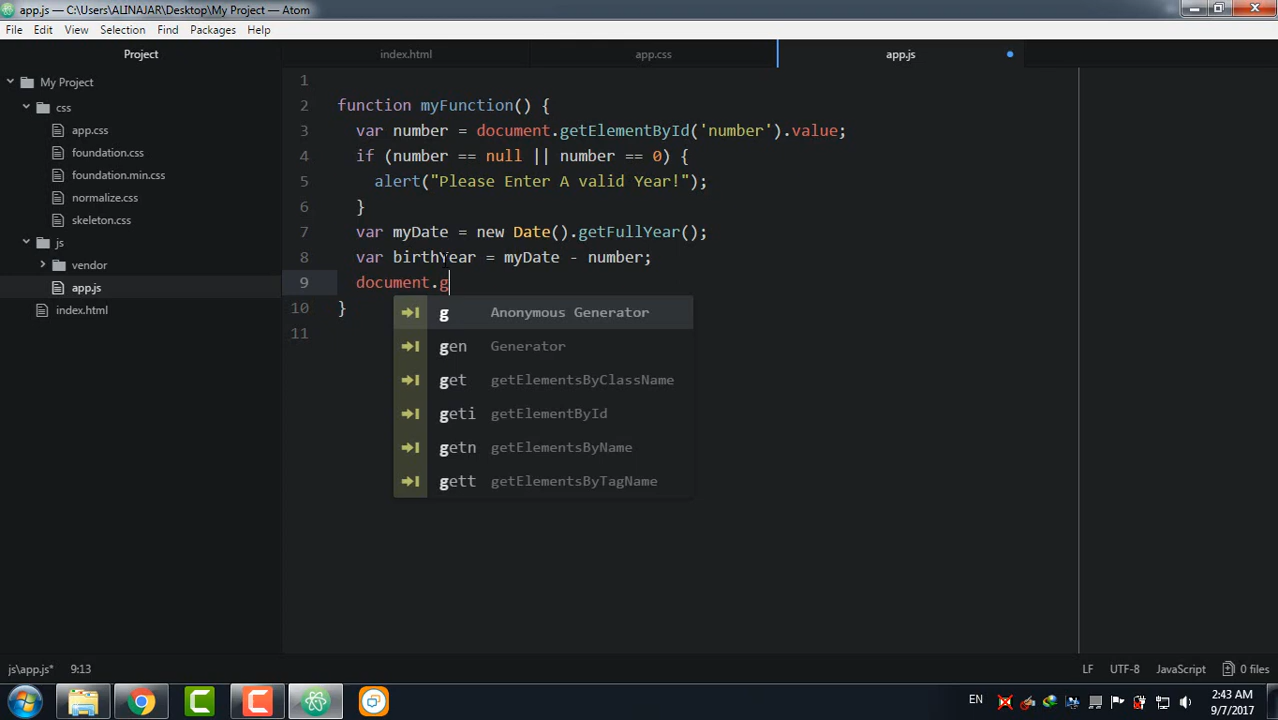 app.js — C:\Users\ALINAJAR\Desktop\My Project — Atom
File Edit View Selection Find Packages Help
Project index.html app.css app.js
My Project
css
app.css
foundation.css
foundation.min.css
normalize.css
skeleton.css
js
vendor
app.js
index.html
1
2 function myFunction() {
3 var number = document.getElementById('number').value;
4 if (number == null || number == 0) {
5 alert("Please Enter A valid Year!");
6 }
7 var myDate = new Date().getFullYear();
8 var birthYear = myDate - number;
9 document.g
10 }
11
g Anonymous Generator
gen Generator
get getElementsByClassName
geti getElementById
getn getElementsByName
gett getElementsByTagName
js\app.js* 9:13 LF UTF-8 JavaScript 0 files
EN 2:43 AM
9/7/2017